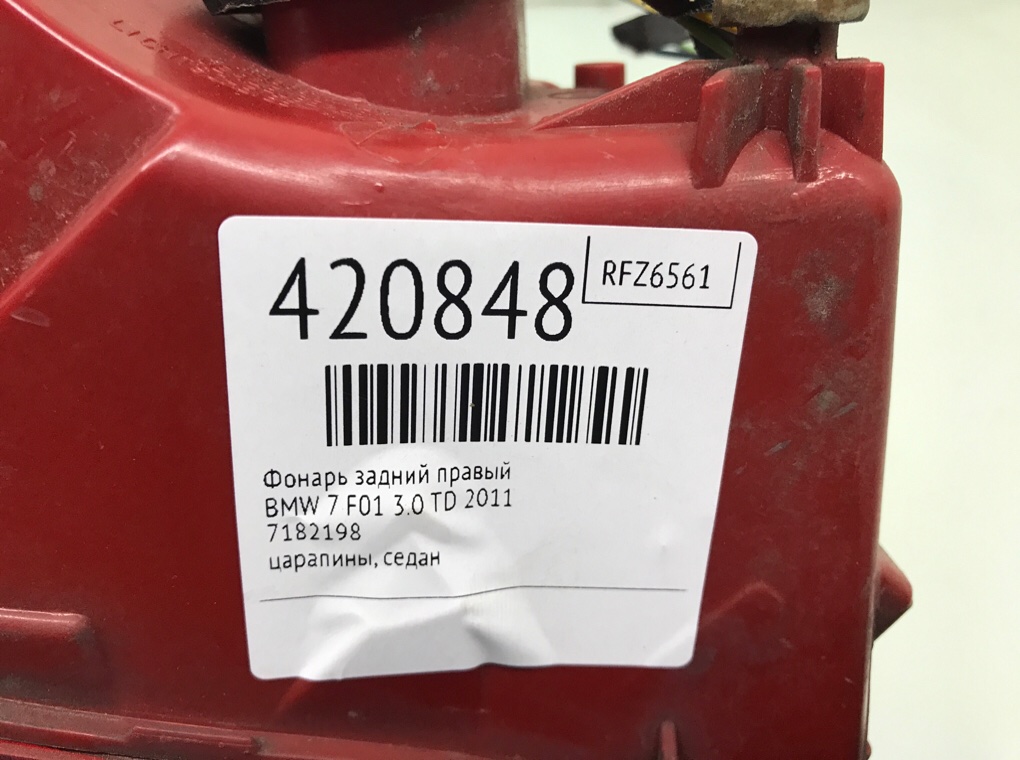 420848
RFZ6561
Фонарь задний правый
BMW 7 F01 3.0 TD 2011
7182198
царапины, седан